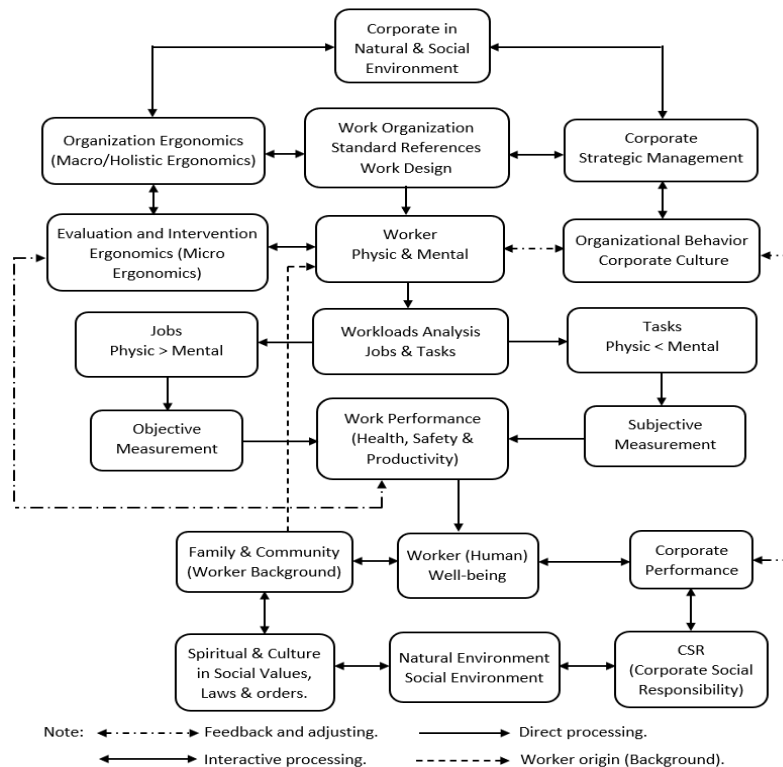 Corporate in
Natural & Social
Environment
Organization Ergonomics
(Macro/Holistic Ergonomics)
Work Organization
Standard References
Work Design
Corporate
Strategic Management
Evaluation and Intervention
Ergonomics (Micro
Ergonomics)
Worker
Physic & Mental
Organizational Behavior
Corporate Culture
Jobs
Physic > Mental
Workloads Analysis
Jobs & Tasks
Tasks
Physic < Mental
Objective
Measurement
Work Performance
(Health, Safety &
Productivity)
Subjective
Measurement
Family & Community
(Worker Background)
Worker (Human)
Well-being
Corporate
Performance
Spiritual & Culture
in Social Values,
Laws & orders.
Natural Environment
Social Environment
CSR
(Corporate Social
Responsibility)
Note:
Feedback and adjusting.
Direct processing.
Interactive processing.
Worker origin (Background).